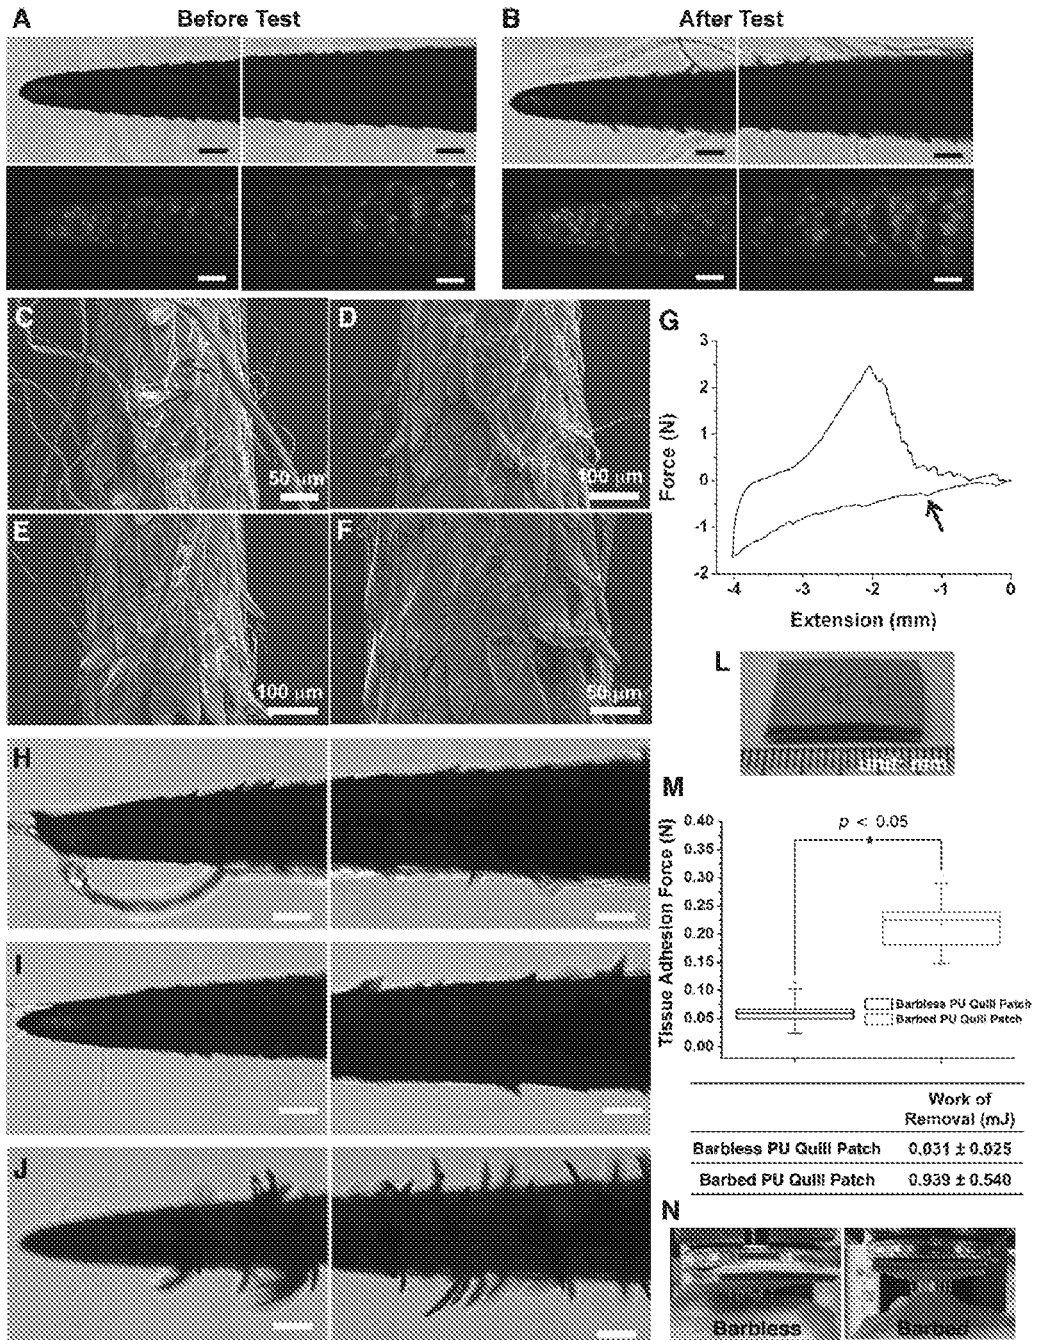 A
Before Test
B
After Test
C
50 μm
D
100 μm
E
100 μm
F
50 μm
G
Force (N)
3
2
1
0
-1
-2
-4
-3
-2
-1
0
Extension (mm)
H
I
J
L
unit: mm
M
Tissue Adhesion Force (N)
0.40
0.35
0.30
0.25
0.20
0.15
0.10
0.05
0.00
p < 0.05
*
Barbless PU Quill Patch
Barbed PU Quill Patch
Work of
Removal (mJ)
Barbless PU Quill Patch 0.031 ± 0.025
Barbed PU Quill Patch 0.939 ± 0.540
N
Barbless
Barbed